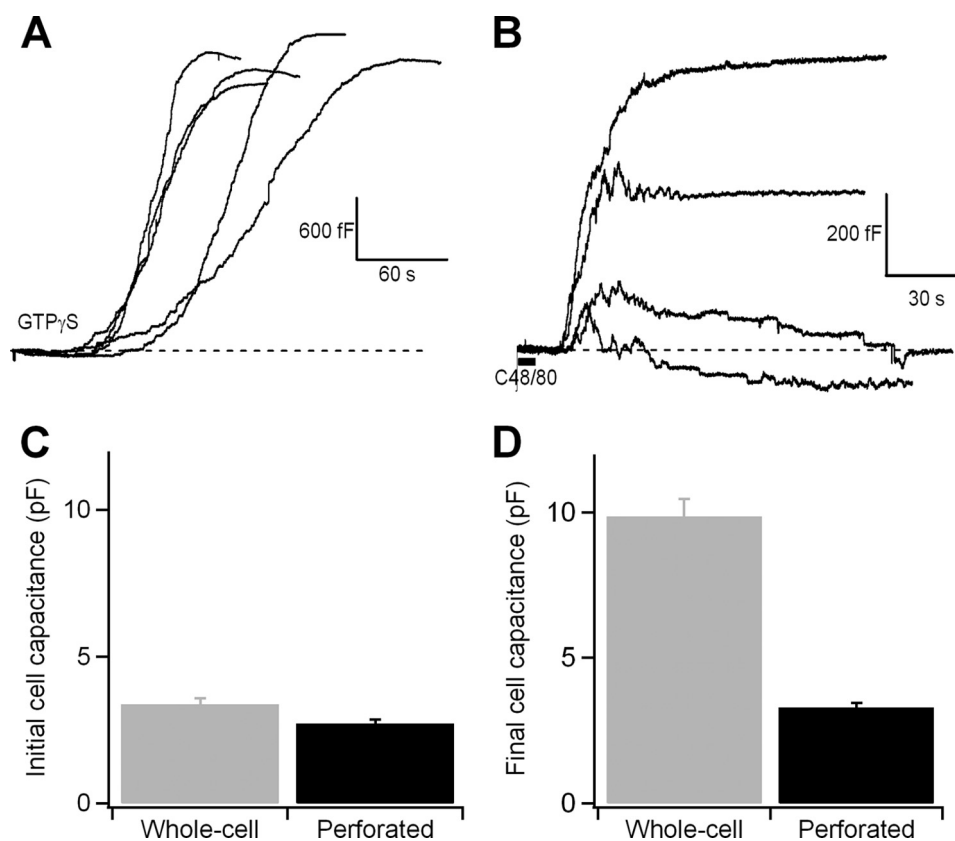 A
B
600 fF
60 s
GTPγS
200 fF
30 s
C48/80
C
D
Initial cell capacitance (pF)
10
5
0
Whole-cell
Perforated
Final cell capacitance (pF)
10
5
0
Whole-cell
Perforated